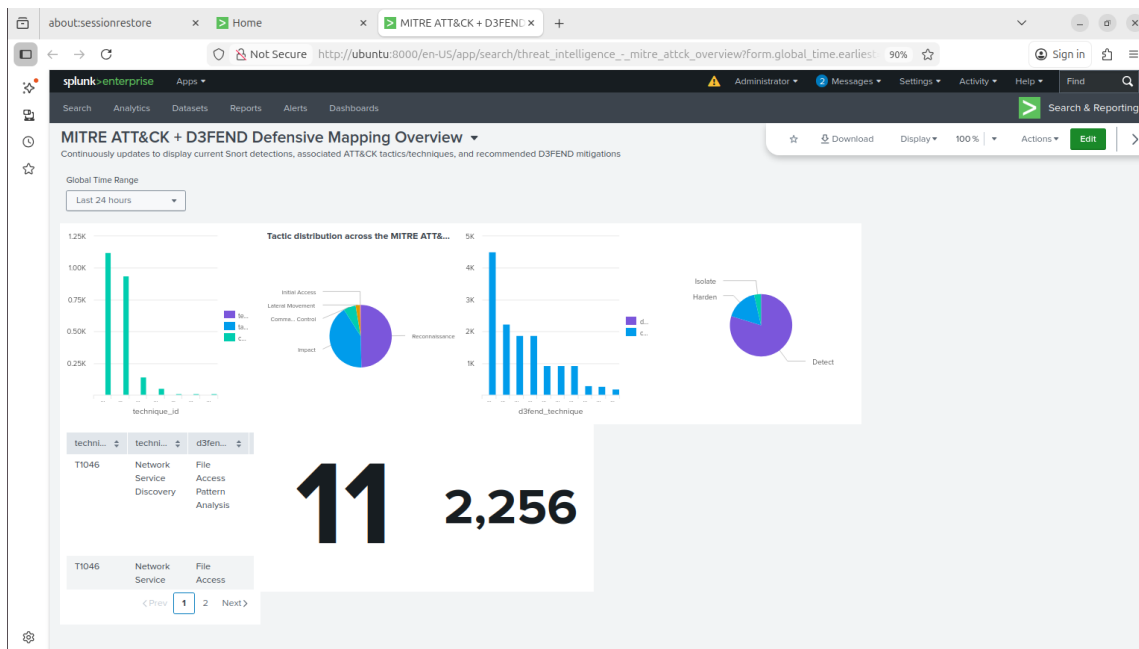 about:sessionrestore
Home
MITRE ATT&CK + D3FEND
Not Secure http://ubuntu:8000/en-US/app/search/threat_intelligence_-_mitre_attck_overview?form.global_time.earliest 90% Sign in
splunk>enterprise Apps Administrator 2 Messages Settings Activity Help Find
Search Analytics Datasets Reports Alerts Dashboards Search & Reporting
MITRE ATT&CK + D3FEND Defensive Mapping Overview
Continuously updates to display current Snort detections, associated ATT&CK tactics/techniques, and recommended D3FEND mitigations
Download Display 100% Actions Edit
Global Time Range
Last 24 hours
1.25K
1.00K
0.75K
0.50K
0.25K
te...
ta...
c...
technique_id
Tactic distribution across the MITRE ATT&...
Initial Access
Lateral Movement
Comma... Control
Impact
Reconnaissance
5K
4K
3K
2K
1K
d...
c...
d3fend_technique
Isolate
Harden
Detect
techni... techni... d3fen...
T1046 Network Service Discovery File Access Pattern Analysis
T1046 Network Service File Access
< Prev 1 2 Next >
11
2,256